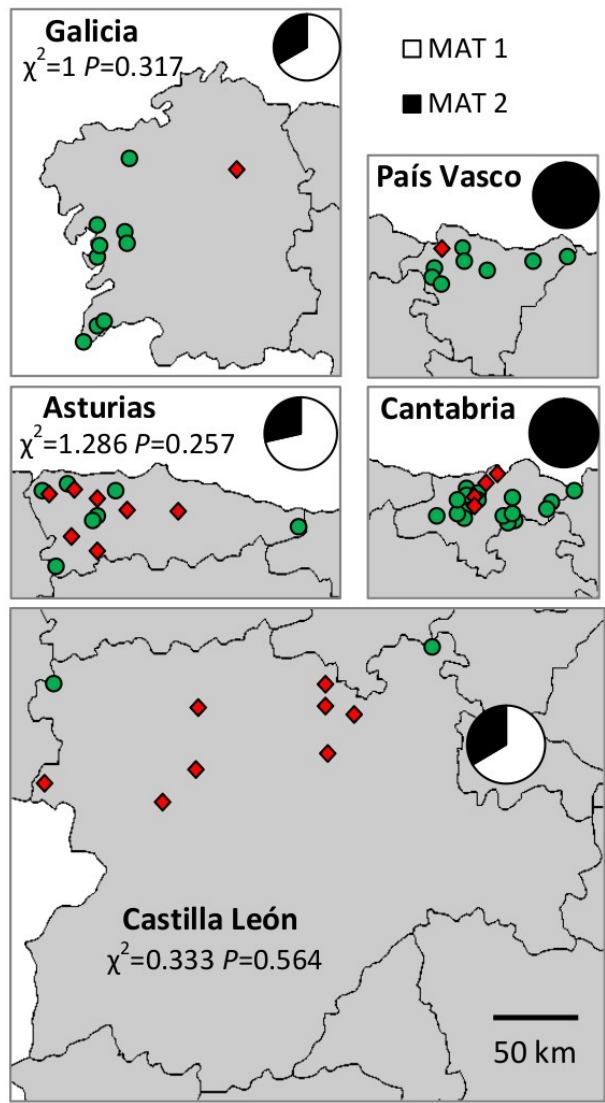 Galicia
χ²=1 P=0.317
MAT 1
MAT 2
País Vasco
Asturias
χ²=1.286 P=0.257
Cantabria
Castilla León
χ²=0.333 P=0.564
50 km